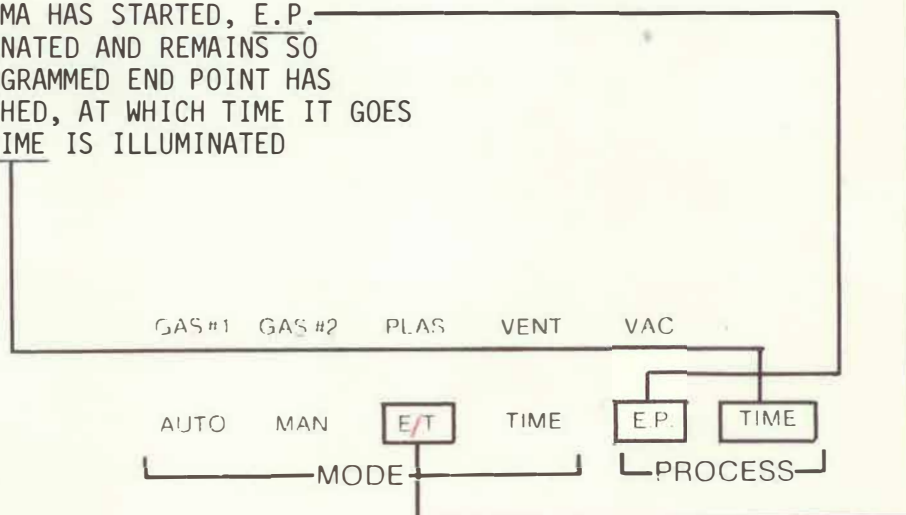 MA HAS STARTED, E.P.
NATED AND REMAINS SO
GRAMMED END POINT HAS
HED, AT WHICH TIME IT GOES
IME IS ILLUMINATED
GAS #1 GAS #2 PLAS VENT VAC
AUTO MAN E/T TIME E.P. TIME
MODE PROCESS